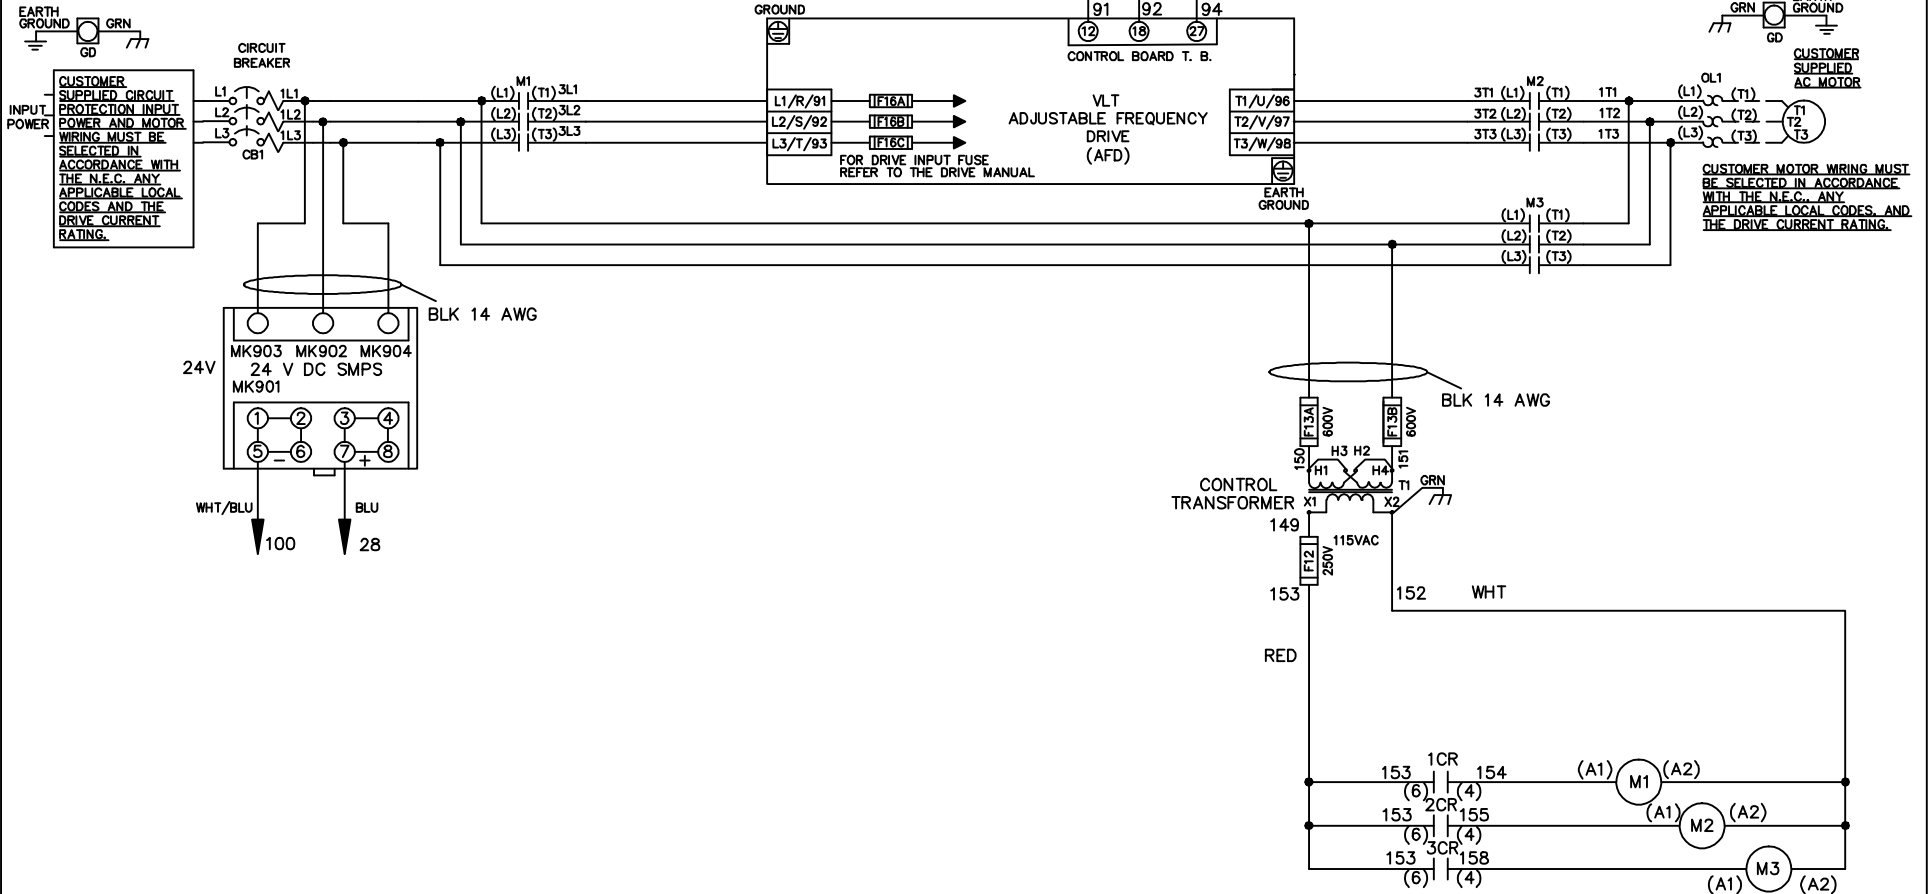 EARTH
GROUND
GRN
GD
CIRCUIT
BREAKER
CUSTOMER
SUPPLIED CIRCUIT
PROTECTION INPUT
POWER AND MOTOR
WIRING MUST BE
SELECTED IN
ACCORDANCE WITH
THE N.E.C. ANY
APPLICABLE LOCAL
CODES AND THE
DRIVE CURRENT
RATING.
INPUT
POWER
L1
L2
L3
CB1
1L1
1L2
1L3
M1
(L1) (T1) 3L1
(L2) (T2) 3L2
(L3) (T3) 3L3
GROUND
91 92 94
12 18 27
CONTROL BOARD T. B.
L1/R/91
L2/S/92
L3/T/93
F16A
F16B
F16C
FOR DRIVE INPUT FUSE
REFER TO THE DRIVE MANUAL
VLT
ADJUSTABLE FREQUENCY
DRIVE
(AFD)
T1/U/96
T2/V/97
T3/W/98
EARTH
GROUND
M2
3T1 (L1) (T1) 1T1
3T2 (L2) (T2) 1T2
3T3 (L3) (T3) 1T3
M3
(L1) (T1)
(L2) (T2)
(L3) (T3)
OL1
(L1) (T1)
(L2) (T2)
(L3) (T3)
T1
T2
T3
GRN
GROUND
GD
CUSTOMER
SUPPLIED
AC MOTOR
CUSTOMER MOTOR WIRING MUST
BE SELECTED IN ACCORDANCE
WITH THE N.E.C., ANY
APPLICABLE LOCAL CODES, AND
THE DRIVE CURRENT RATING.
BLK 14 AWG
MK903 MK902 MK904
24V
24 V DC SMPS
MK901
1 2 3 4
5 - 6 7 + 8
WHT/BLU
BLU
100
28
BLK 14 AWG
F13A
600V
F13B
600V
150
151
H3 H2
H1 H4
CONTROL
TRANSFORMER
T1
GRN
X1 X2
149
115VAC
F12
250V
153
152
WHT
RED
1CR
153 154
(6) (4)
(A1) M1 (A2)
2CR
153 155
(6) (4)
(A1) M2 (A2)
3CR
153 158
(6) (4)
(A1) M3 (A2)